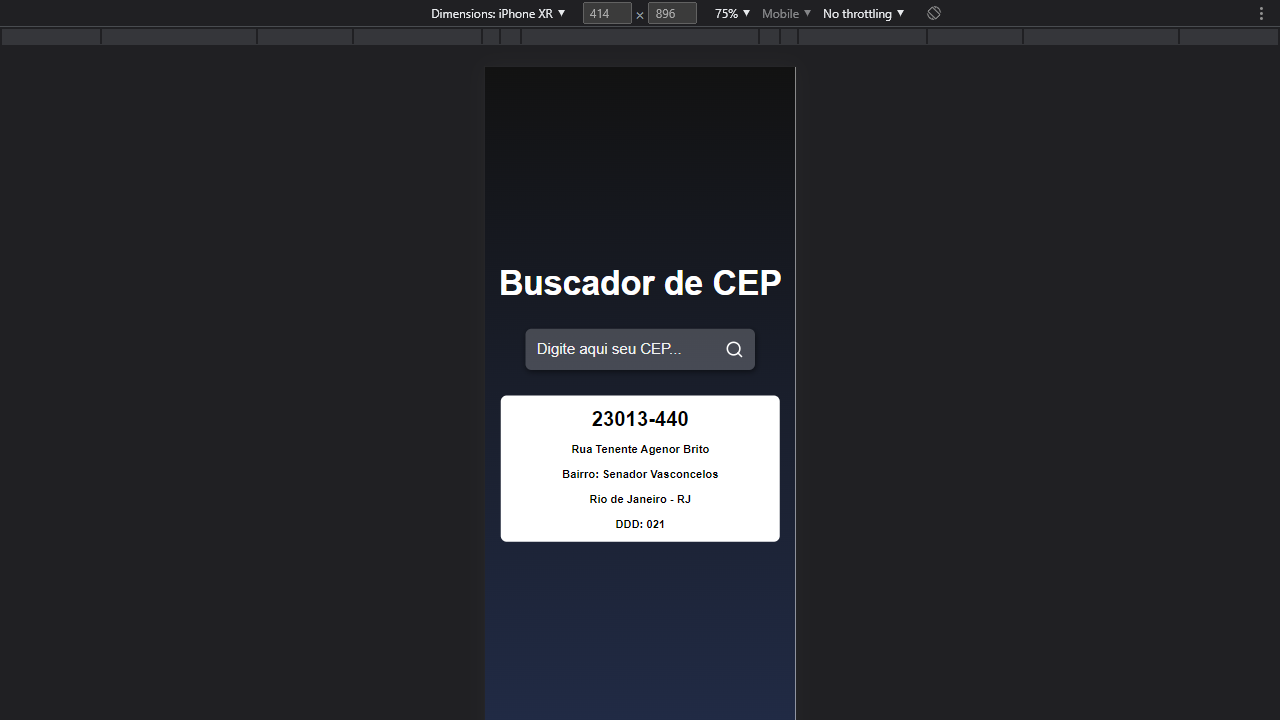 Dimensions: iPhone XR ▼ 414 × 896 75% ▼ Mobile ▼ No throttling ▼
Buscador de CEP
Digite aqui seu CEP...
23013-440
Rua Tenente Agenor Brito
Bairro: Senador Vasconcelos
Rio de Janeiro - RJ
DDD: 021